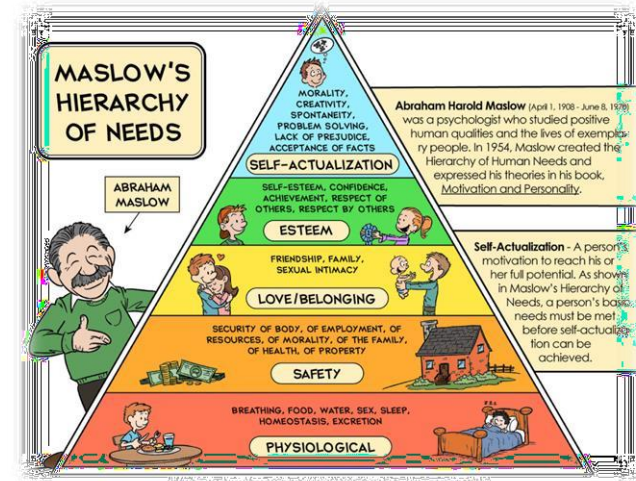 MASLOW'S
HIERARCHY
OF NEEDS
ABRAHAM
MASLOW
MORALITY,
CREATIVITY,
SPONTANEITY,
PROBLEM SOLVING,
LACK OF PREJUDICE,
ACCEPTANCE OF FACTS
SELF-ACTUALIZATION
SELF-ESTEEM, CONFIDENCE,
ACHIEVEMENT, RESPECT OF
OTHERS, RESPECT BY OTHERS
ESTEEM
FRIENDSHIP, FAMILY,
SEXUAL INTIMACY
LOVE/BELONGING
SECURITY OF BODY, OF EMPLOYMENT, OF
RESOURCES, OF MORALITY, OF THE FAMILY,
OF HEALTH, OF PROPERTY
SAFETY
BREATHING, FOOD, WATER, SEX, SLEEP,
HOMEOSTASIS, EXCRETION
PHYSIOLOGICAL
Abraham Harold Maslow (April 1, 1908 - June 8, 1970)
was a psychologist who studied positive
human qualities and the lives of exempla
ry people. In 1954, Maslow created the
Hierarchy of Human Needs and
expressed his theories in his book,
Motivation and Personality.
Self-Actualization - A person's
motivation to reach his or
her full potential. As shown
in Maslow's Hierarchy of
Needs, a person's basic
needs must be met
before self-actualiza
tion can be
achieved.